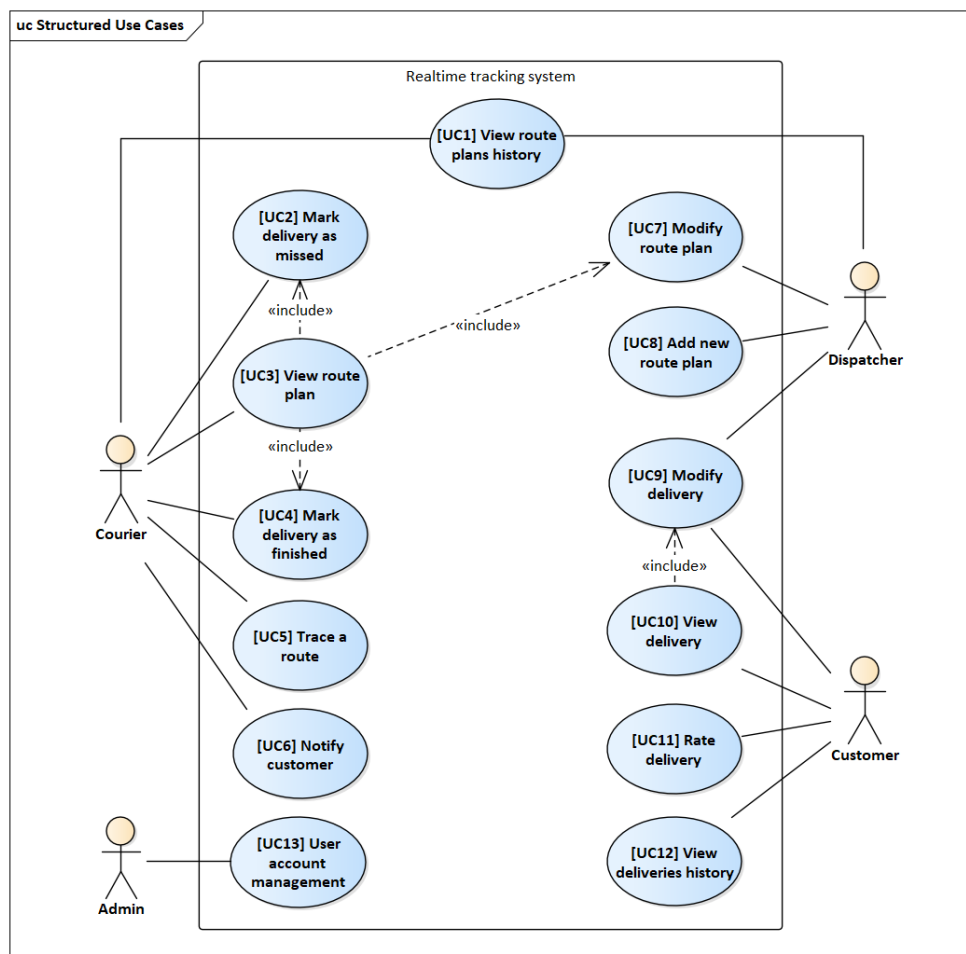 uc Structured Use Cases
Realtime tracking system
[UC1] View route
plans history
[UC2] Mark
delivery as
missed
[UC7] Modify
route plan
«include»
«include»
[UC8] Add new
route plan
Dispatcher
[UC3] View route
plan
«include»
[UC9] Modify
delivery
Courier
[UC4] Mark
delivery as
finished
«include»
[UC5] Trace a
route
[UC10] View
delivery
[UC6] Notify
customer
[UC11] Rate
delivery
Customer
[UC13] User
account
management
[UC12] View
deliveries history
Admin